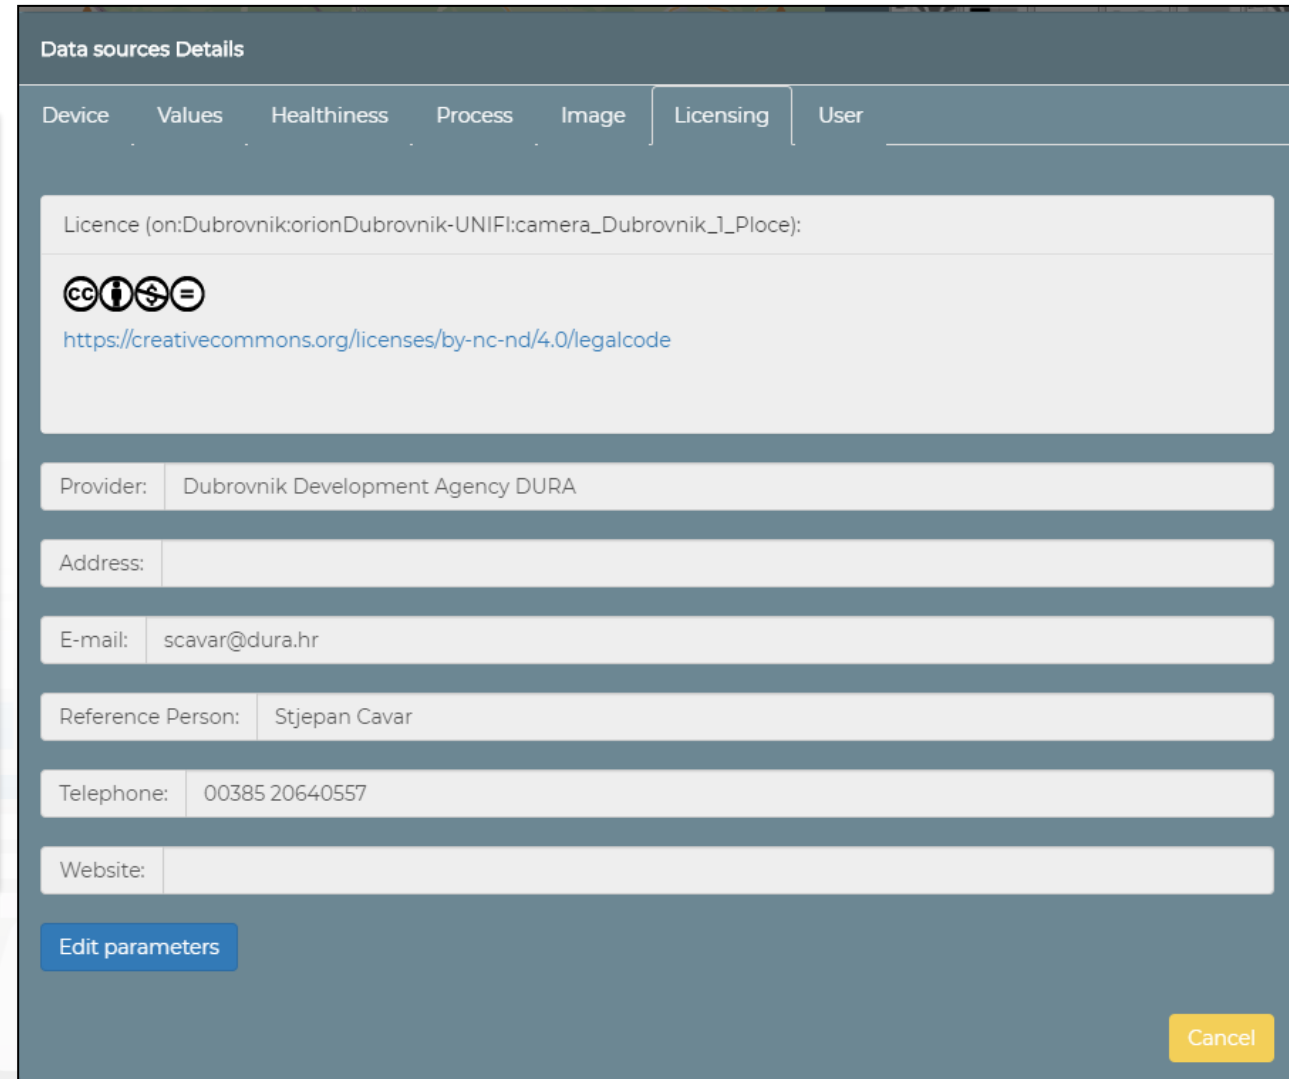 Data sources Details
Device Values Healthiness Process Image Licensing User
Licence (on:Dubrovnik:orionDubrovnik-UNIFI:camera_Dubrovnik_1_Ploce):
https://creativecommons.org/licenses/by-nc-nd/4.0/legalcode
Provider: Dubrovnik Development Agency DURA
Address:
E-mail: scavar@dura.hr
Reference Person: Stjepan Cavar
Telephone: 00385 20640557
Website:
Edit parameters
Cancel